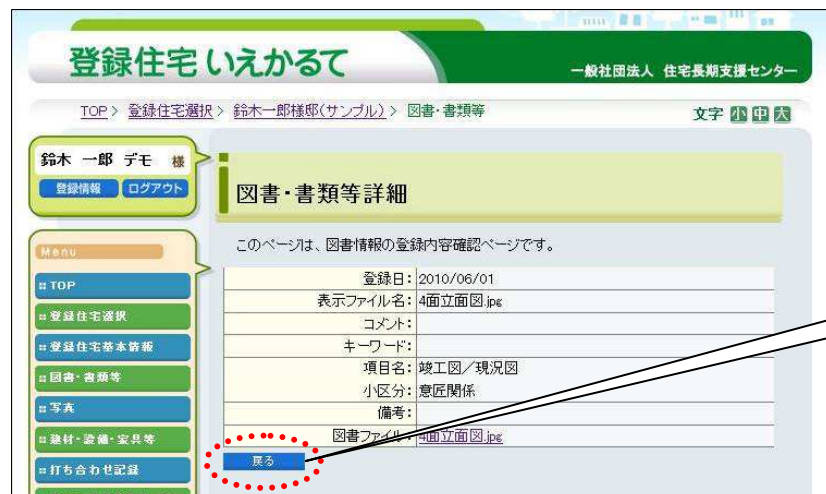 登録住宅 いえかるて
一般社団法人 住宅長期支援センター
TOP > 登録住宅選択 > 鈴木一郎様邸(サンプル) > 図書・書類等
文字 小 中 大
鈴木 一郎 デモ 様
登録情報 ログアウト
図書・書類等詳細
このページは、図書情報の登録内容確認ページです。
Menu
TOP
登録住宅選択
登録住宅基本情報
図書・書類等
写真
建材・設備・家具等
打ち合わせ記録
登録日: 2010/06/01
表示ファイル名: 4面立面図.jpg
コメント:
キーワード:
項目名: 竣工図/現況図
小区分: 意匠関係
備考:
図書ファイル: 4面立面図.jpg
戻る